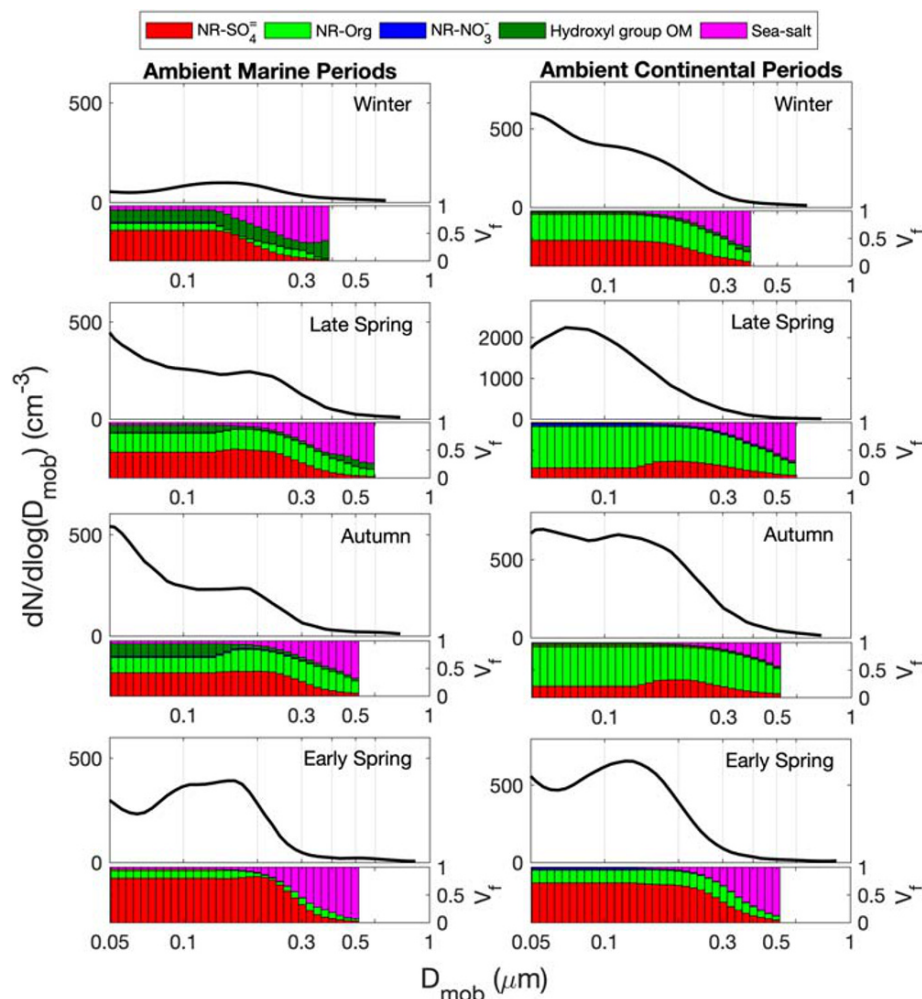 NR-SO₄⁼ NR-Org NR-NO₃⁻ Hydroxyl group OM Sea-salt
Ambient Marine Periods Ambient Continental Periods
500
Winter
0
500
Winter
0
1
0.5
0
V_f
1
0.5
0
V_f
0.1 0.3 0.5 1
0.1 0.3 0.5 1
500
Late Spring
0
2000
1000
Late Spring
0
1
0.5
0
V_f
1
0.5
0
V_f
0.1 0.3 0.5 1
0.1 0.3 0.5 1
500
Autumn
0
500
Autumn
0
1
0.5
0
V_f
1
0.5
0
V_f
0.1 0.3 0.5 1
0.1 0.3 0.5 1
500
Early Spring
0
500
Early Spring
0
1
0.5
0
V_f
1
0.5
0
V_f
0.05 0.1 0.3 0.5 1
0.05 0.1 0.3 0.5 1
dN/dlog(D_mob) (cm⁻³)
D_mob (μm)